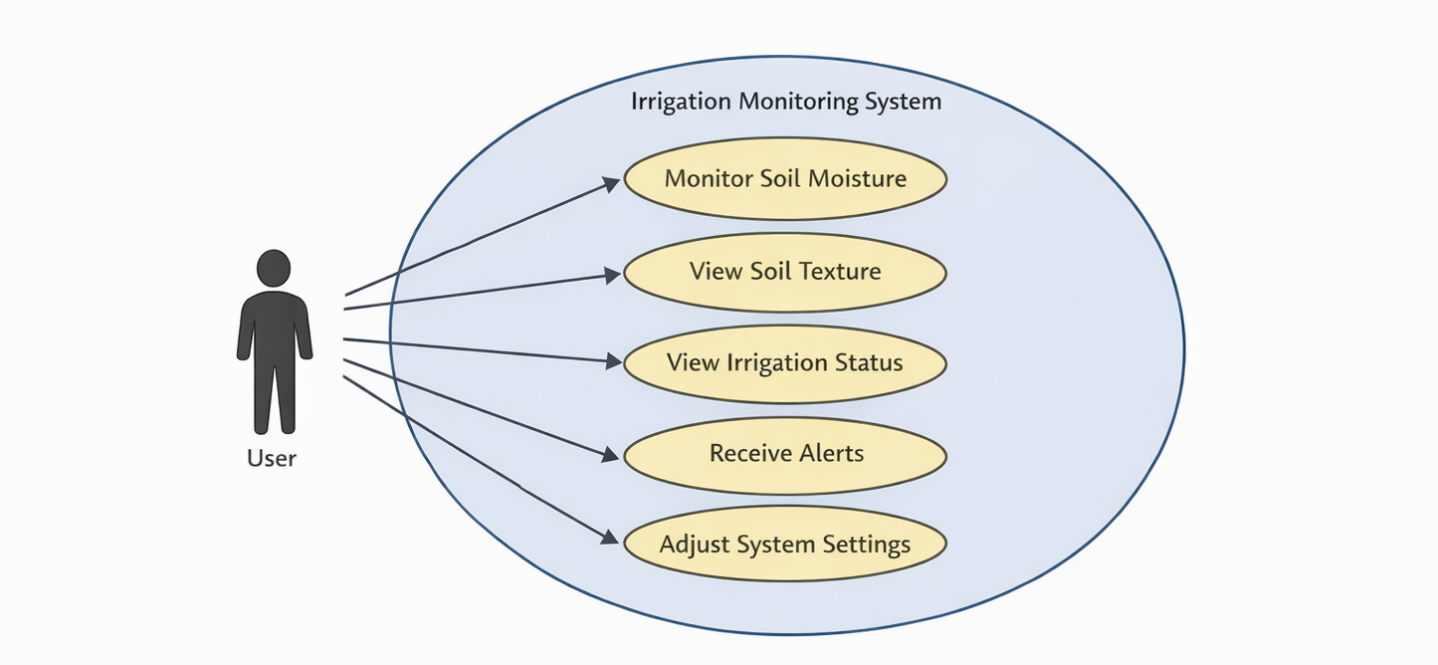 Irrigation Monitoring System
Monitor Soil Moisture
View Soil Texture
View Irrigation Status
Receive Alerts
User
Adjust System Settings